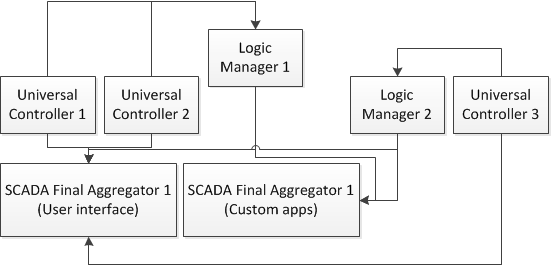 Logic
Manager 1
Universal
Controller 1
Universal
Controller 2
Logic
Manager 2
Universal
Controller 3
SCADA Final Aggregator 1
(User interface)
SCADA Final Aggregator 1
(Custom apps)